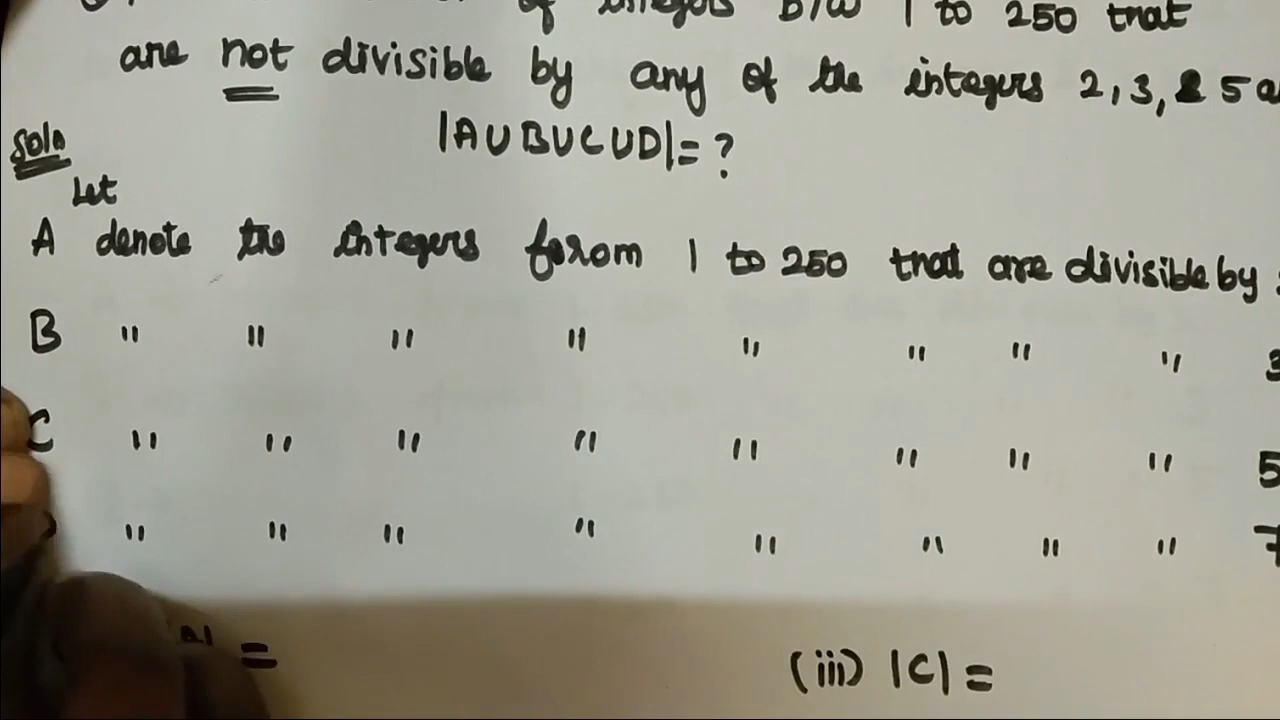 of integers b/w 1 to 250 that
are not divisible by any of the integers 2, 3, & 5 a
Soln
|A∪B∪C∪D| = ?
Let
A denote the integers from 1 to 250 that are divisible by
B " " " " " " " " 3
C " " " " " " " " 5
" " " " " " " " 7
=
(iii) |C| =